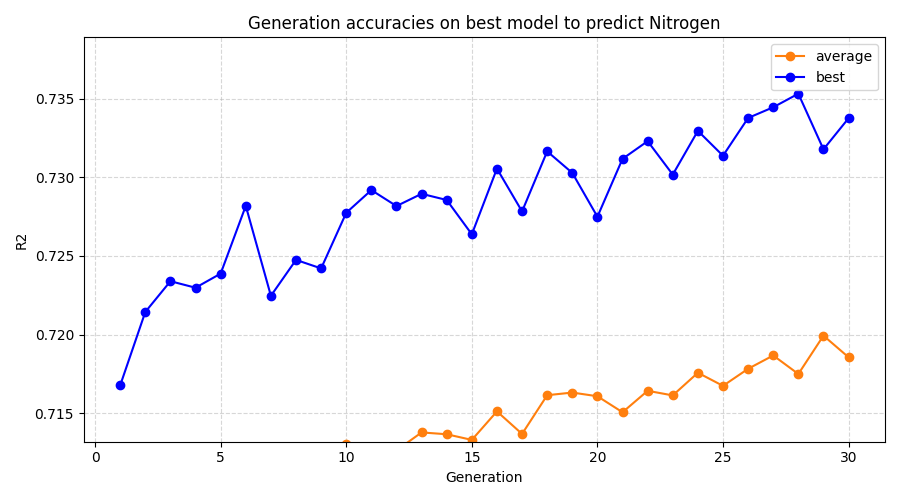 Generation accuracies on best model to predict Nitrogen
average
best
0.735
0.730
0.725
0.720
0.715
R2
0 5 10 15 20 25 30
Generation